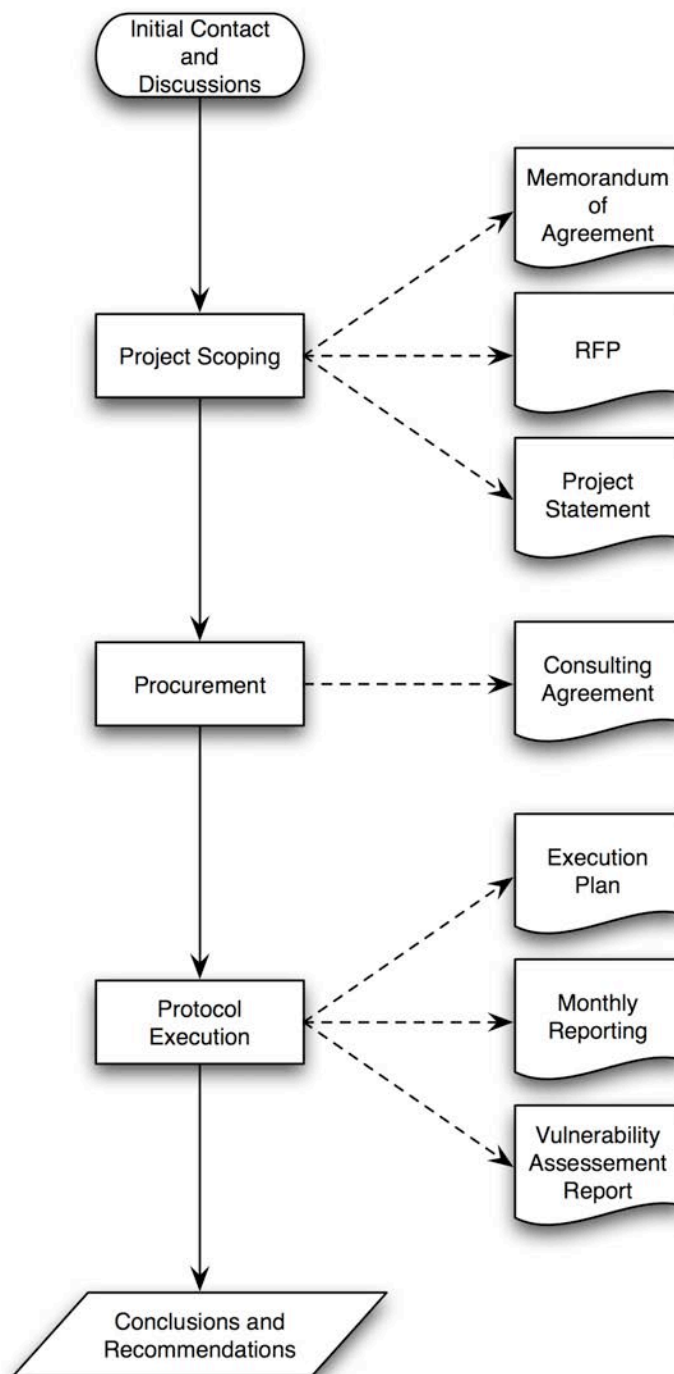 Initial Contact
and
Discussions
Memorandum
of
Agreement
Project Scoping
RFP
Project
Statement
Procurement
Consulting
Agreement
Execution
Plan
Protocol
Execution
Monthly
Reporting
Vulnerability
Assessement
Report
Conclusions and
Recommendations